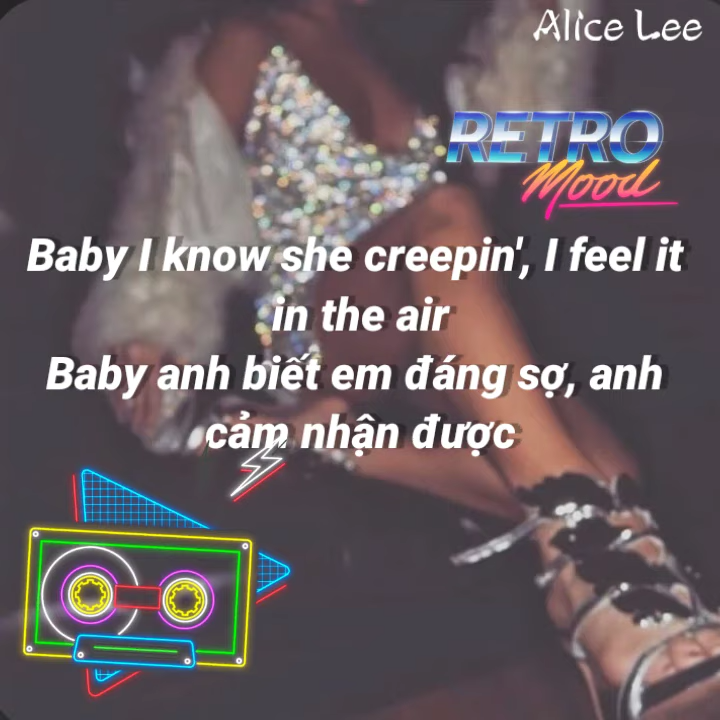 Alice Lee
RETRO
Mood
Baby I know she creepin', I feel it
in the air
Baby anh biết em đáng sợ, anh
cảm nhận được